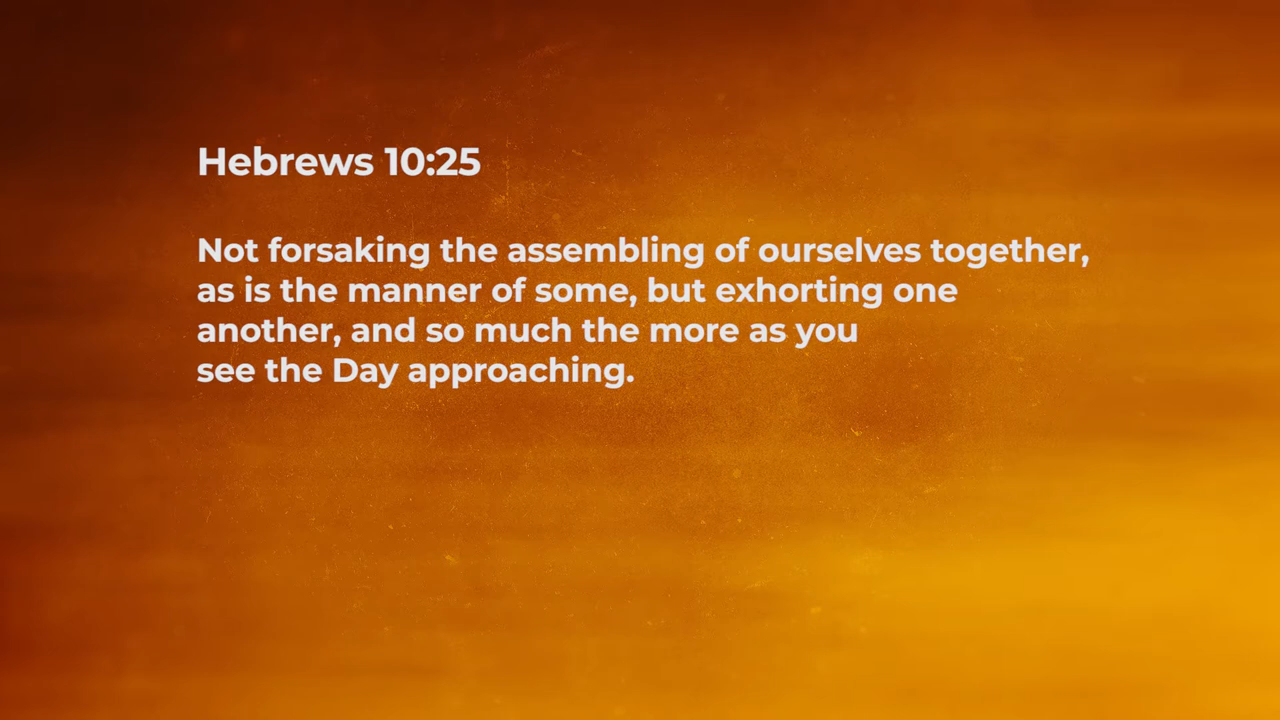 Hebrews 10:25
Not forsaking the assembling of ourselves together,
as is the manner of some, but exhorting one
another, and so much the more as you
see the Day approaching.